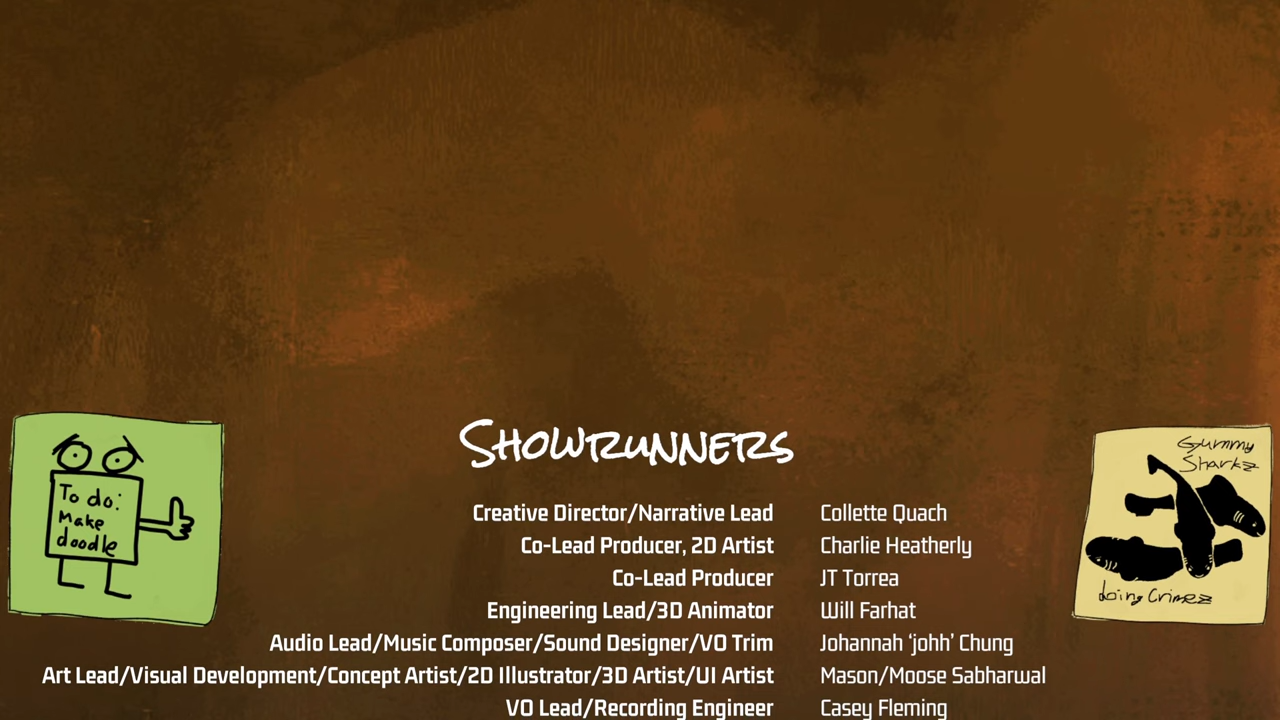 Showrunners
Creative Director/Narrative Lead Collette Quach
Co-Lead Producer, 2D Artist Charlie Heatherly
Co-Lead Producer JT Torrea
Engineering Lead/3D Animator Will Farhat
Audio Lead/Music Composer/Sound Designer/VO Trim Johannah ‘johh’ Chung
Art Lead/Visual Development/Concept Artist/2D Illustrator/3D Artist/UI Artist Mason/Moose Sabharwal
VO Lead/Recording Engineer Casey Fleming
To do:
Make
doodle
Gummy
Sharkz
doing Crimez